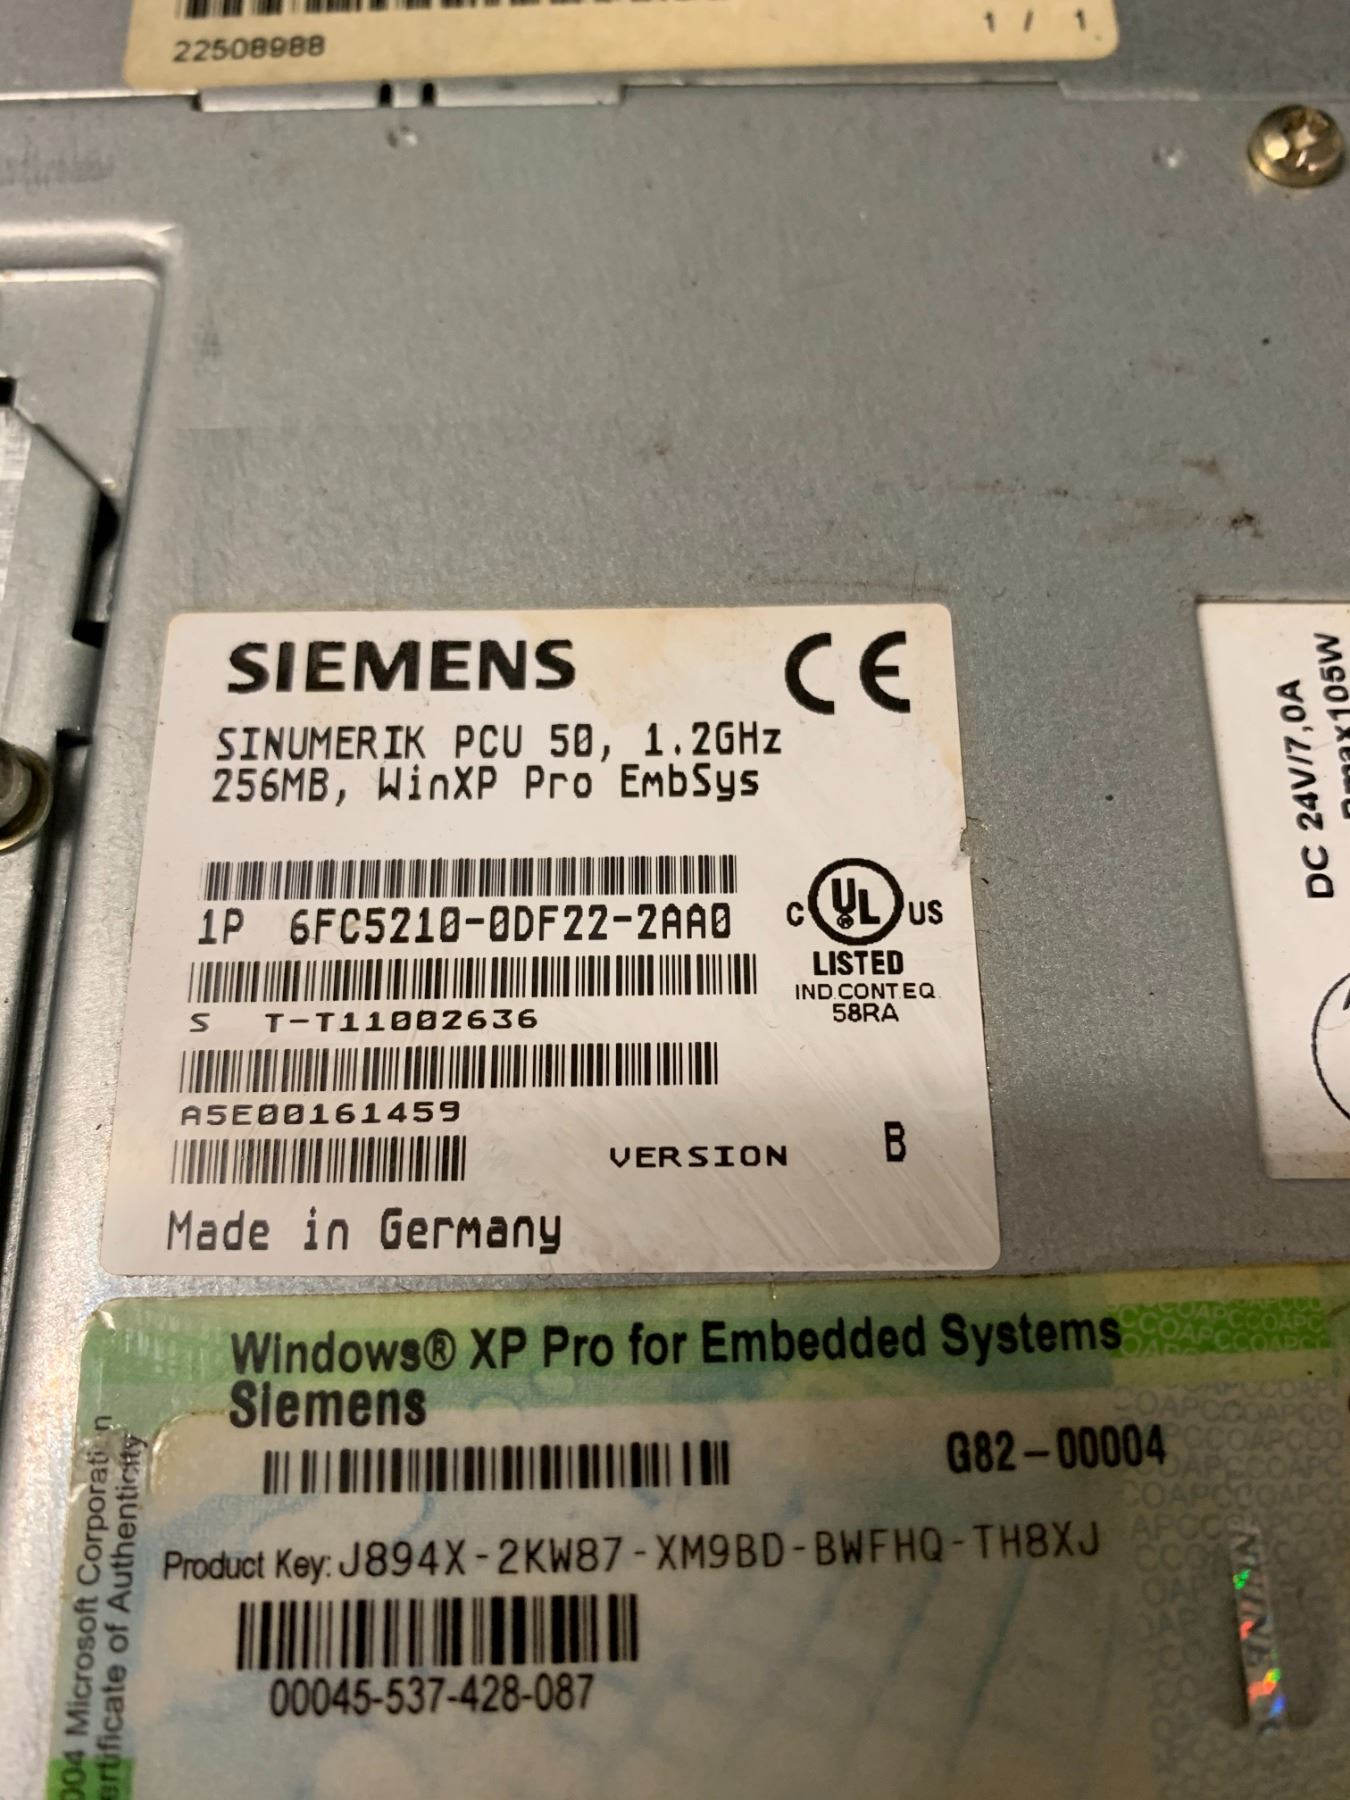 22508988
1 / 1
SIEMENS
CE
SINUMERIK PCU 50, 1.2GHz
256MB, WinXP Pro EmbSys
1P 6FC5210-0DF22-2AA0
C UL US
LISTED
IND.CONT.EQ.
58RA
S T-T11002636
A5E00161459
VERSION B
Made in Germany
DC 24V/7,0A
Windows® XP Pro for Embedded Systems
Siemens
G82-00004
Product Key: J894X-2KW87-XM9BD-BWFHQ-TH8XJ
00045-537-428-087
Microsoft Corporation
of Authenticity